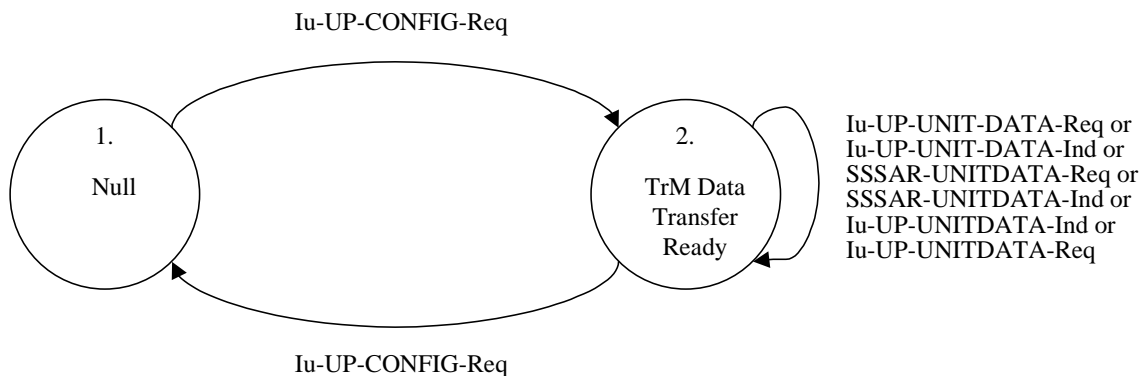 Iu-UP-CONFIG-Req
1.
Null
2.
TrM Data
Transfer
Ready
Iu-UP-UNIT-DATA-Req or
Iu-UP-UNIT-DATA-Ind or
SSSAR-UNITDATA-Req or
SSSAR-UNITDATA-Ind or
Iu-UP-UNITDATA-Ind or
Iu-UP-UNITDATA-Req
Iu-UP-CONFIG-Req